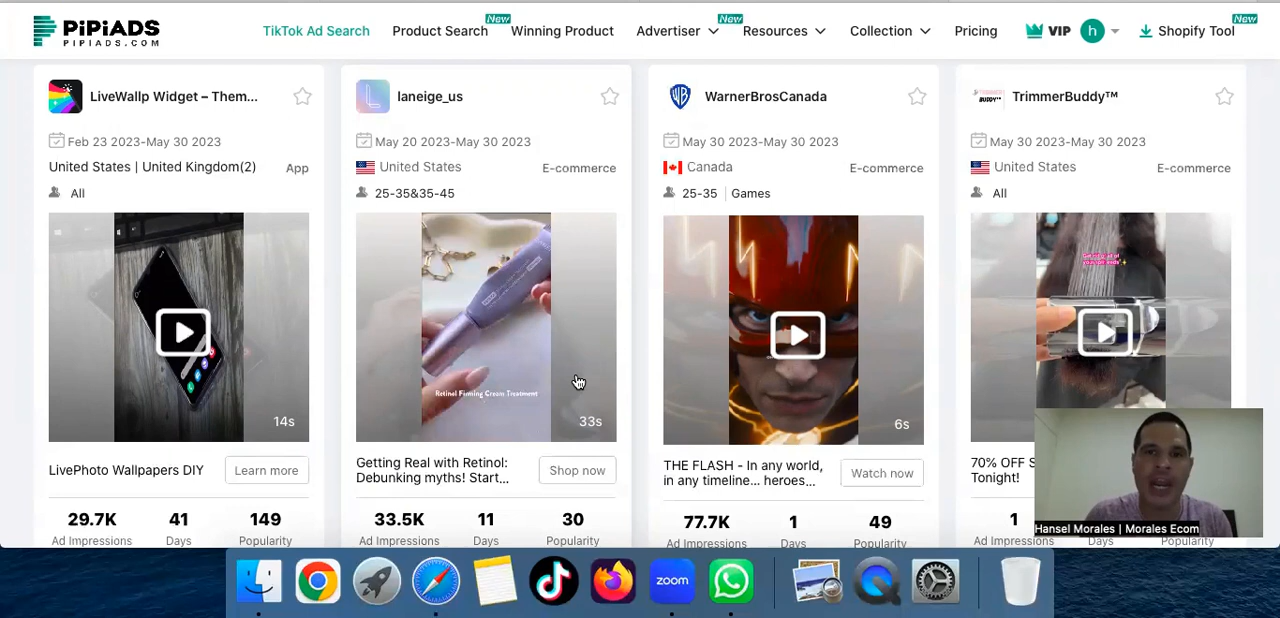 PiPiADS
PIPIADS.COM
TikTok Ad Search
Product Search
New
Winning Product
Advertiser
New
Resources
Collection
Pricing
VIP
h
Shopify Tool
New
LiveWallp Widget – Them...
Feb 23 2023-May 30 2023
United States | United Kingdom(2)
App
All
14s
LivePhoto Wallpapers DIY
Learn more
29.7K
41
149
Ad Impressions
Days
Popularity
laneige_us
May 20 2023-May 30 2023
United States
E-commerce
25-35&35-45
Retinol Firming Cream Treatment
33s
Getting Real with Retinol:
Debunking myths! Start...
Shop now
33.5K
11
30
Ad Impressions
Days
Popularity
WarnerBrosCanada
May 30 2023-May 30 2023
Canada
E-commerce
25-35
Games
6s
THE FLASH - In any world,
in any timeline... heroes...
Watch now
77.7K
1
49
Ad Impressions
Days
Popularity
TrimmerBuddy™
May 30 2023-May 30 2023
United States
E-commerce
All
70% OFF S
Tonight!
1
Ad Impressions
Days
Popularity
Hansel Morales | Morales Ecom
zoom